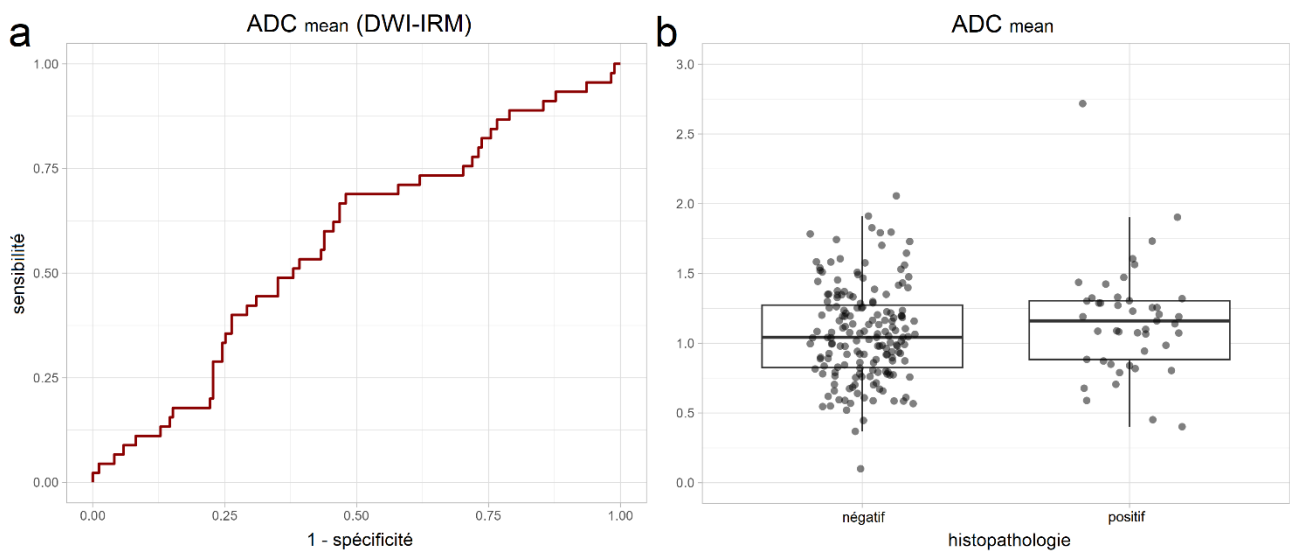 a
ADC mean (DWI-IRM)
1.00
0.75
0.50
0.25
0.00
sensibilité
0.00 0.25 0.50 0.75 1.00
1 - spécificité
b
ADC mean
3.0
2.5
2.0
1.5
1.0
0.5
0.0
négatif positif
histopathologie